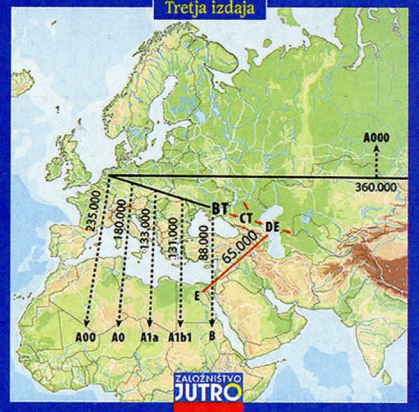 Tretja izdaja
A000
360.000
235.000
180.000
133.000
131.000
88.000
BT
CT
DE
65.000
E
A00
A0
A1a
A1b1
B
ZALOŽNIŠTVO
JUTRO